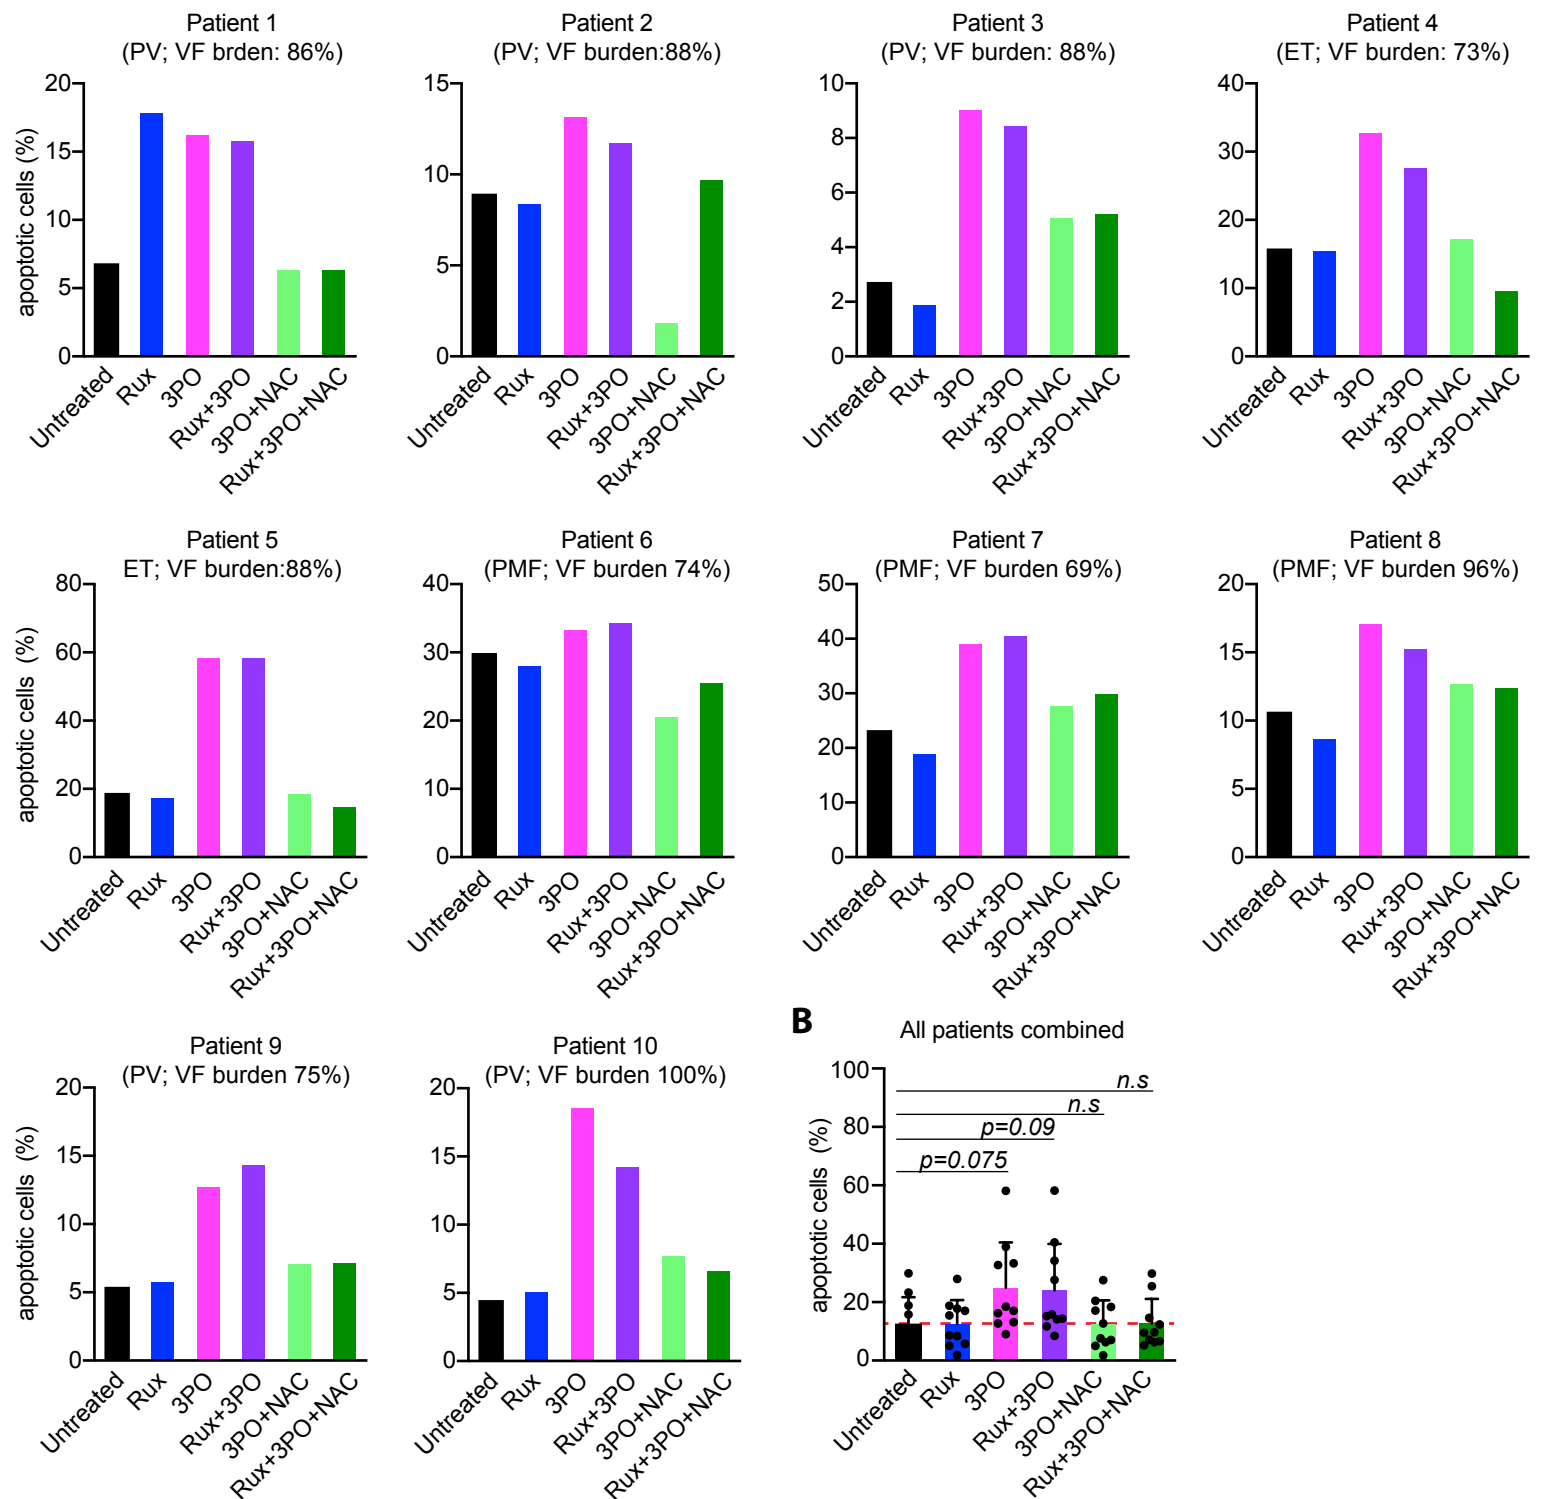 Patient 1
(PV; VF brden: 86%)
apoptotic cells (%)
20
15
10
5
0
Untreated
Rux
3PO
Rux+3PO
3PO+NAC
Rux+3PO+NAC
Patient 2
(PV; VF burden:88%)
15
10
5
0
Untreated
Rux
3PO
Rux+3PO
3PO+NAC
Rux+3PO+NAC
Patient 3
(PV; VF burden: 88%)
10
8
6
4
2
0
Untreated
Rux
3PO
Rux+3PO
3PO+NAC
Rux+3PO+NAC
Patient 4
(ET; VF burden: 73%)
40
30
20
10
0
Untreated
Rux
3PO
Rux+3PO
3PO+NAC
Rux+3PO+NAC
Patient 5
ET; VF burden:88%)
apoptotic cells (%)
80
60
40
20
0
Untreated
Rux
3PO
Rux+3PO
3PO+NAC
Rux+3PO+NAC
Patient 6
(PMF; VF burden 74%)
40
30
20
10
0
Untreated
Rux
3PO
Rux+3PO
3PO+NAC
Rux+3PO+NAC
Patient 7
(PMF; VF burden 69%)
50
40
30
20
10
0
Untreated
Rux
3PO
Rux+3PO
3PO+NAC
Rux+3PO+NAC
Patient 8
(PMF; VF burden 96%)
20
15
10
5
0
Untreated
Rux
3PO
Rux+3PO
3PO+NAC
Rux+3PO+NAC
Patient 9
(PV; VF burden 75%)
apoptotic cells (%)
20
15
10
5
0
Untreated
Rux
3PO
Rux+3PO
3PO+NAC
Rux+3PO+NAC
Patient 10
(PV; VF burden 100%)
20
15
10
5
0
Untreated
Rux
3PO
Rux+3PO
3PO+NAC
Rux+3PO+NAC
B
All patients combined
apoptotic cells (%)
100
80
60
40
20
0
n.s
n.s
p=0.09
p=0.075
Untreated
Rux
3PO
Rux+3PO
3PO+NAC
Rux+3PO+NAC